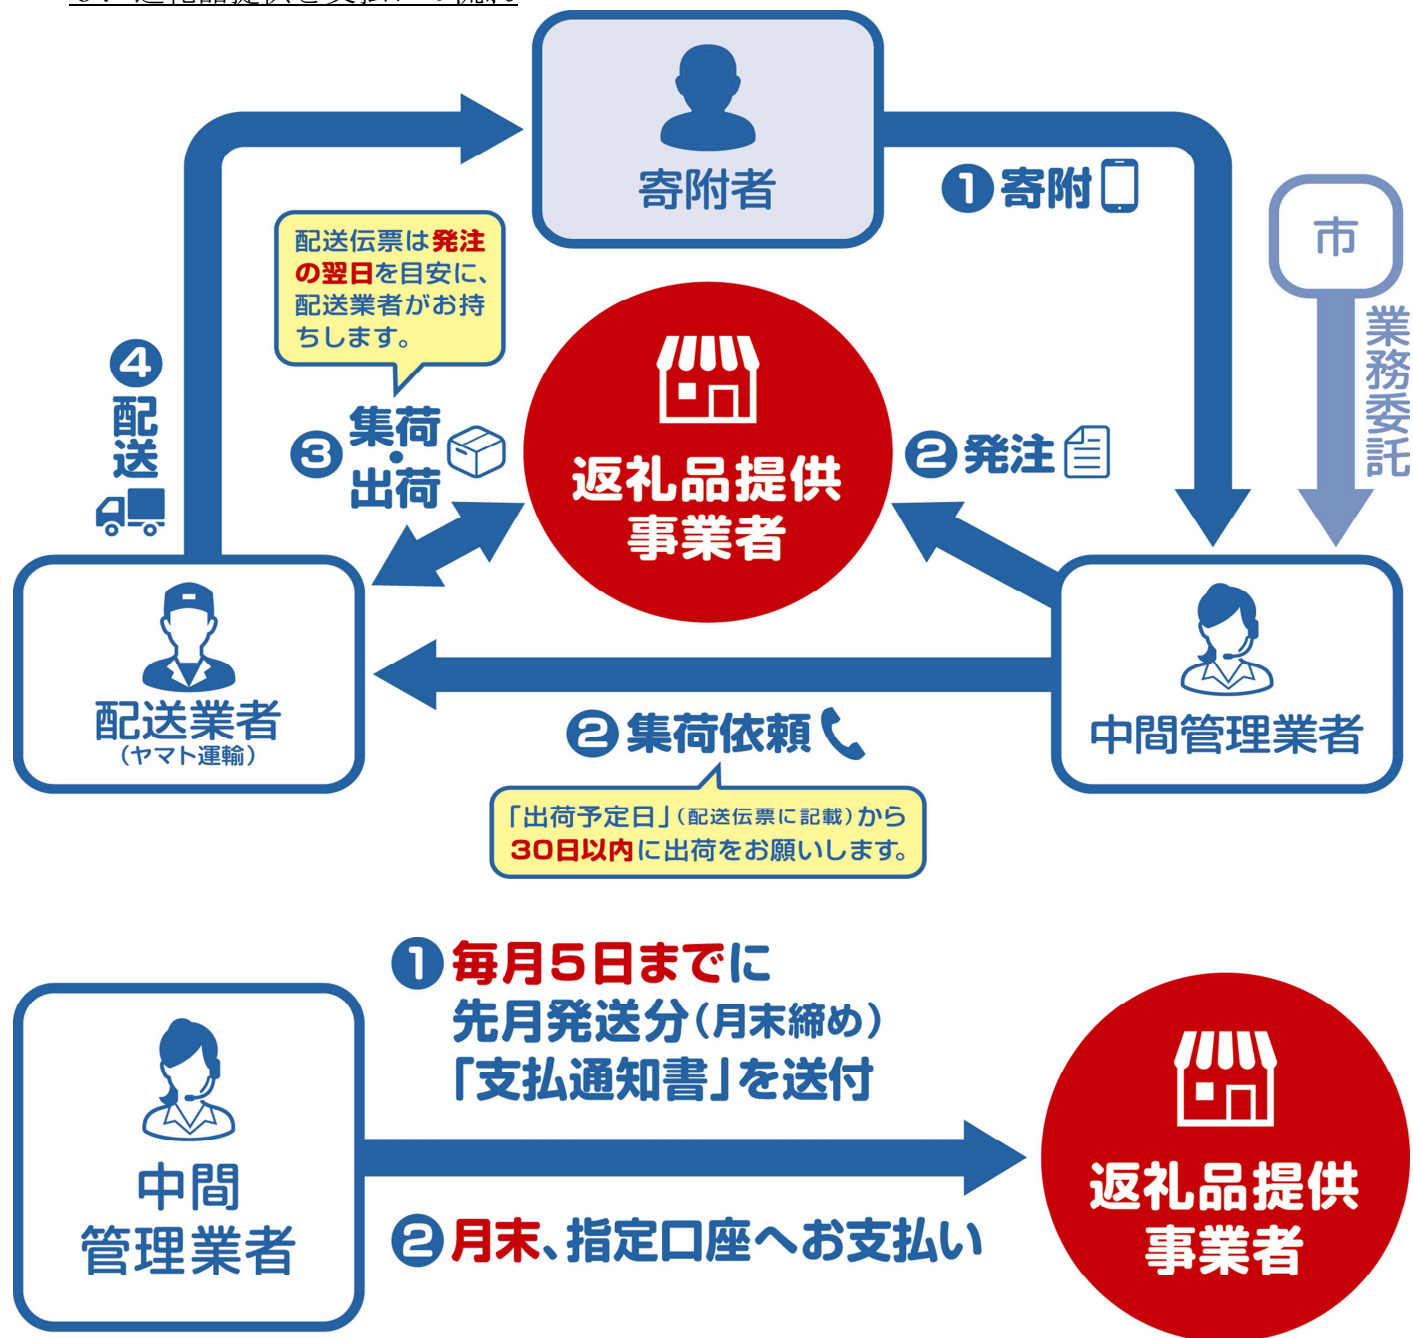 寄附者
❶寄附
市
業務委託
配送伝票は発注
の翌日を目安に、
配送業者がお持
ちします。
❹配送
❸集荷・出荷
返礼品提供
事業者
❷発注
配送業者
（ヤマト運輸）
❷集荷依頼
中間管理業者
「出荷予定日」（配送伝票に記載）から
30日以内に出荷をお願いします。
❶毎月5日までに
先月発送分（月末締め）
「支払通知書」を送付
中間
管理業者
❷月末、指定口座へお支払い
返礼品提供
事業者